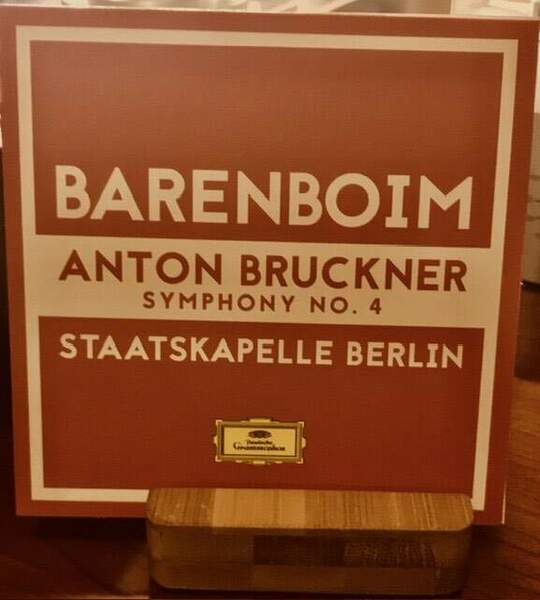 BARENBOIM
ANTON BRUCKNER
SYMPHONY NO. 4
STAATSKAPELLE BERLIN
Deutsche
Grammophon